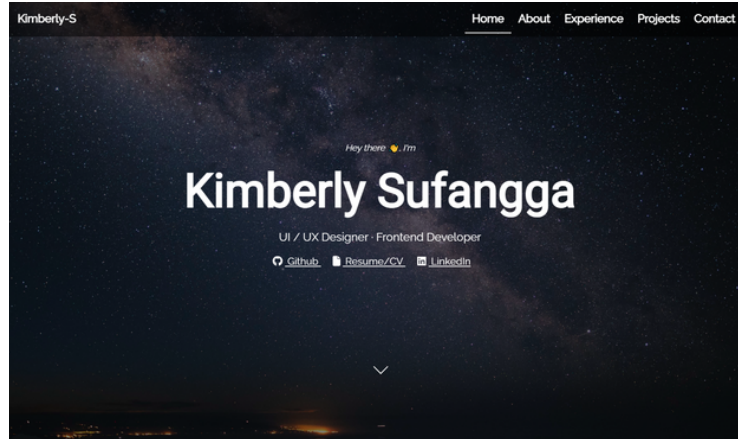 Kimberly-S
Home About Experience Projects Contact
Hey there 👋, I'm
Kimberly Sufangga
UI / UX Designer · Frontend Developer
Github Resume/CV LinkedIn